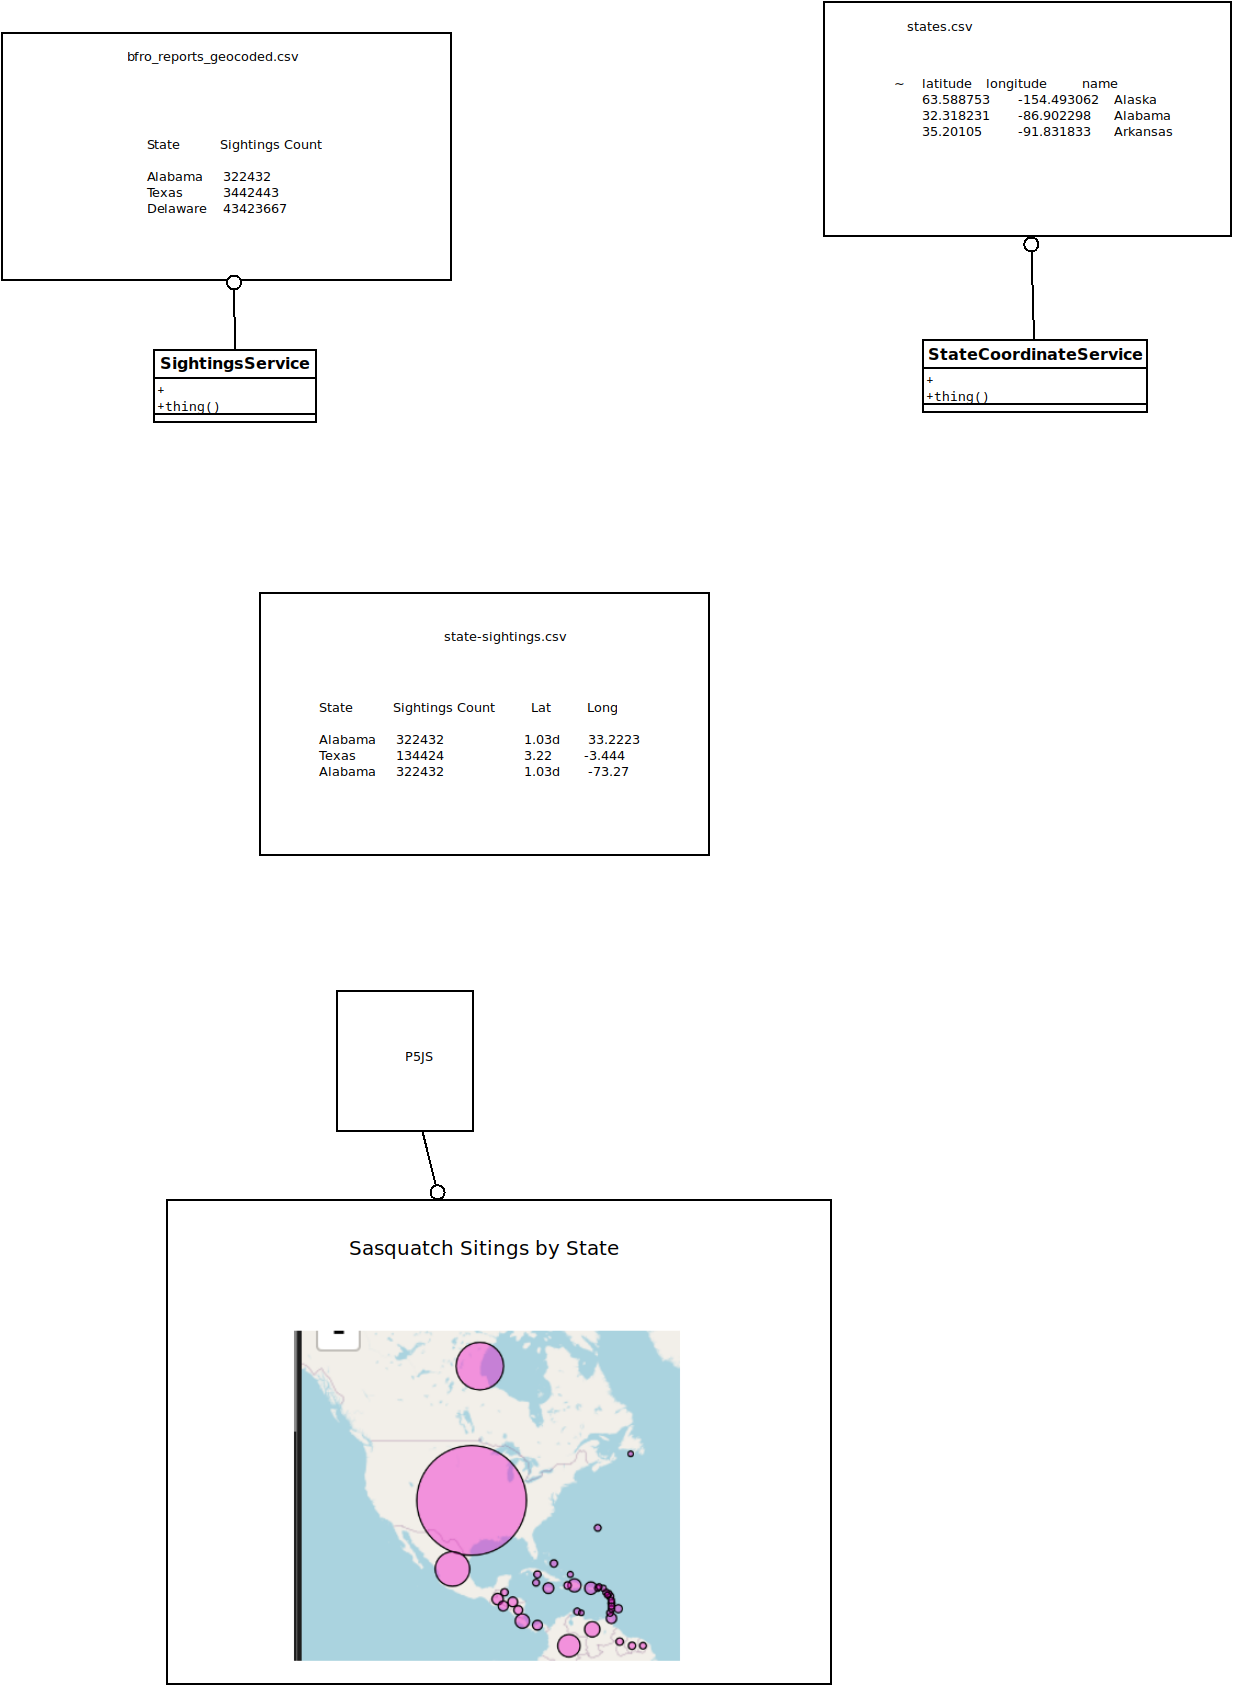 bfro_reports_geocoded.csv
State Sightings Count
Alabama 322432
Texas 3442443
Delaware 43423667
SightingsService
+
+thing()
states.csv
~ latitude longitude name
63.588753 -154.493062 Alaska
32.318231 -86.902298 Alabama
35.20105 -91.831833 Arkansas
StateCoordinateService
+
+thing()
state-sightings.csv
State Sightings Count Lat Long
Alabama 322432 1.03d 33.2223
Texas 134424 3.22 -3.444
Alabama 322432 1.03d -73.27
P5JS
Sasquatch Sitings by State